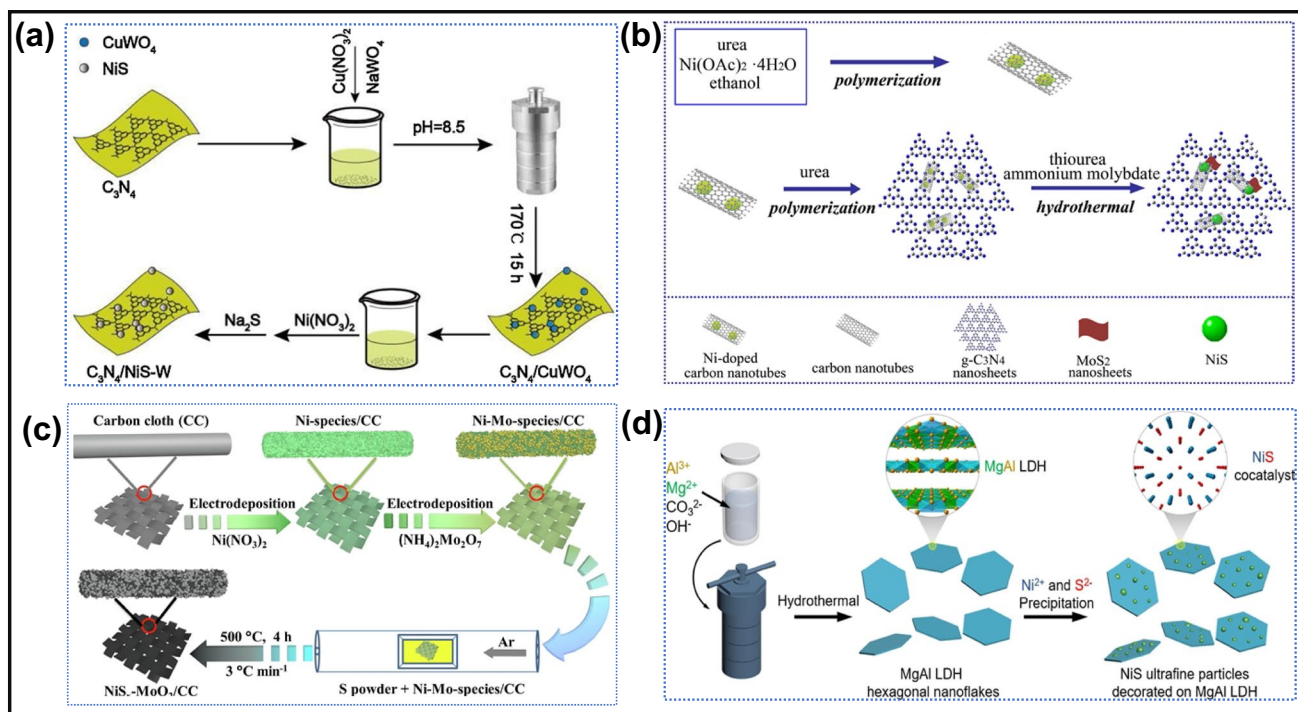 (a)
CuWO₄
NiS
Cu(NO₃)₂
NaWO₄
pH=8.5
C₃N₄
170℃ 15 h
C₃N₄/CuWO₄
Ni(NO₃)₂
Na₂S
C₃N₄/NiS-W
(b)
urea
Ni(OAc)₂ ·4H₂O
ethanol
polymerization
urea
polymerization
thiourea
ammonium molybdate
hydrothermal
Ni-doped
carbon nanotubes
carbon nanotubes
g-C₃N₄
nanosheets
MoS2
nanosheets
NiS
(c)
Carbon cloth (CC)
Ni-species/CC
Ni-Mo-species/CC
Electrodeposition
Ni(NO₃)₂
Electrodeposition
(NH₄)₂Mo₂O₇
Ar
S powder + Ni-Mo-species/CC
500 °C, 4 h
3 °C min⁻¹
(d)
Al³⁺
Mg²⁺
CO₃²⁻
OH⁻
Hydrothermal
MgAl LDH
MgAl LDH
hexagonal nanoflakes
Ni²⁺ and S²⁻
Precipitation
NiS
cocatalyst
NiS ultrafine particles
decorated on MgAl LDH